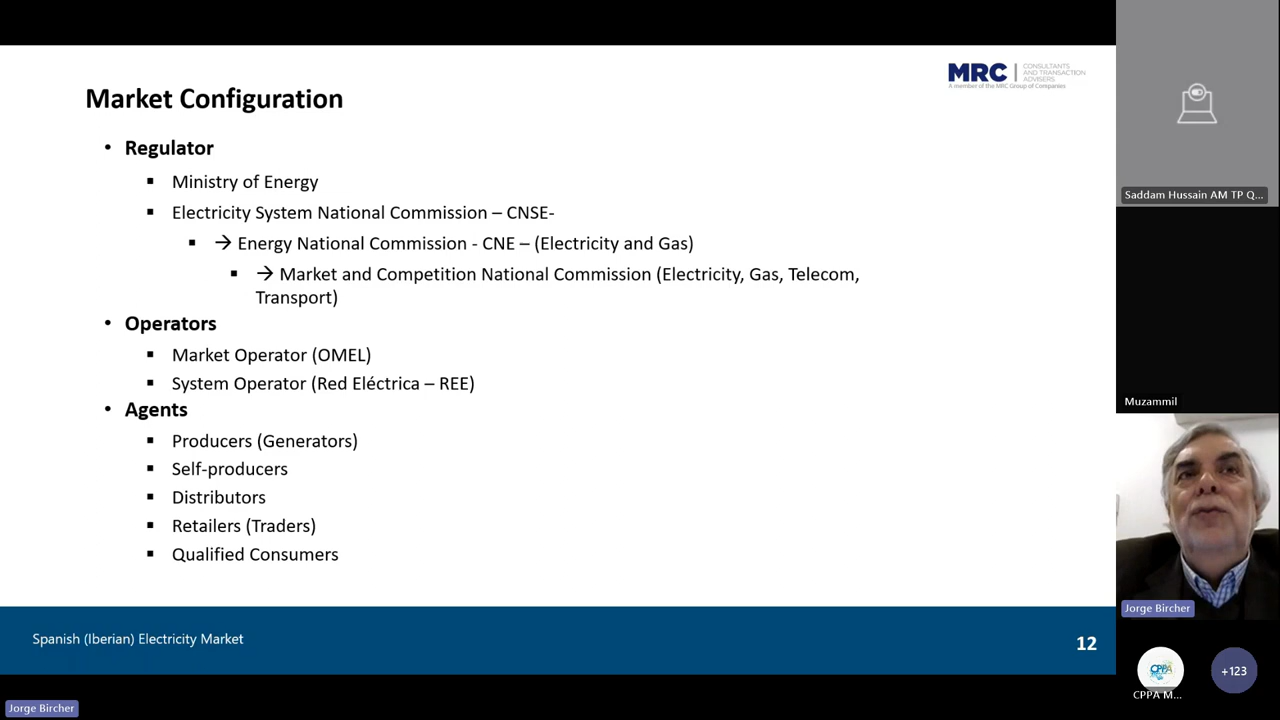 MRC
CONSULTANTS
AND TRANSACTION
ADVISERS
A member of the MRC Group of Companies
Market Configuration
• Regulator
▪ Ministry of Energy
▪ Electricity System National Commission – CNSE-
▪ → Energy National Commission - CNE – (Electricity and Gas)
▪ → Market and Competition National Commission (Electricity, Gas, Telecom,
Transport)
• Operators
▪ Market Operator (OMEL)
▪ System Operator (Red Eléctrica – REE)
• Agents
▪ Producers (Generators)
▪ Self-producers
▪ Distributors
▪ Retailers (Traders)
▪ Qualified Consumers
Spanish (Iberian) Electricity Market
12
Jorge Bircher
Saddam Hussain AM TP Q...
Muzammil
Jorge Bircher
CPPA
CPPA M...
+123